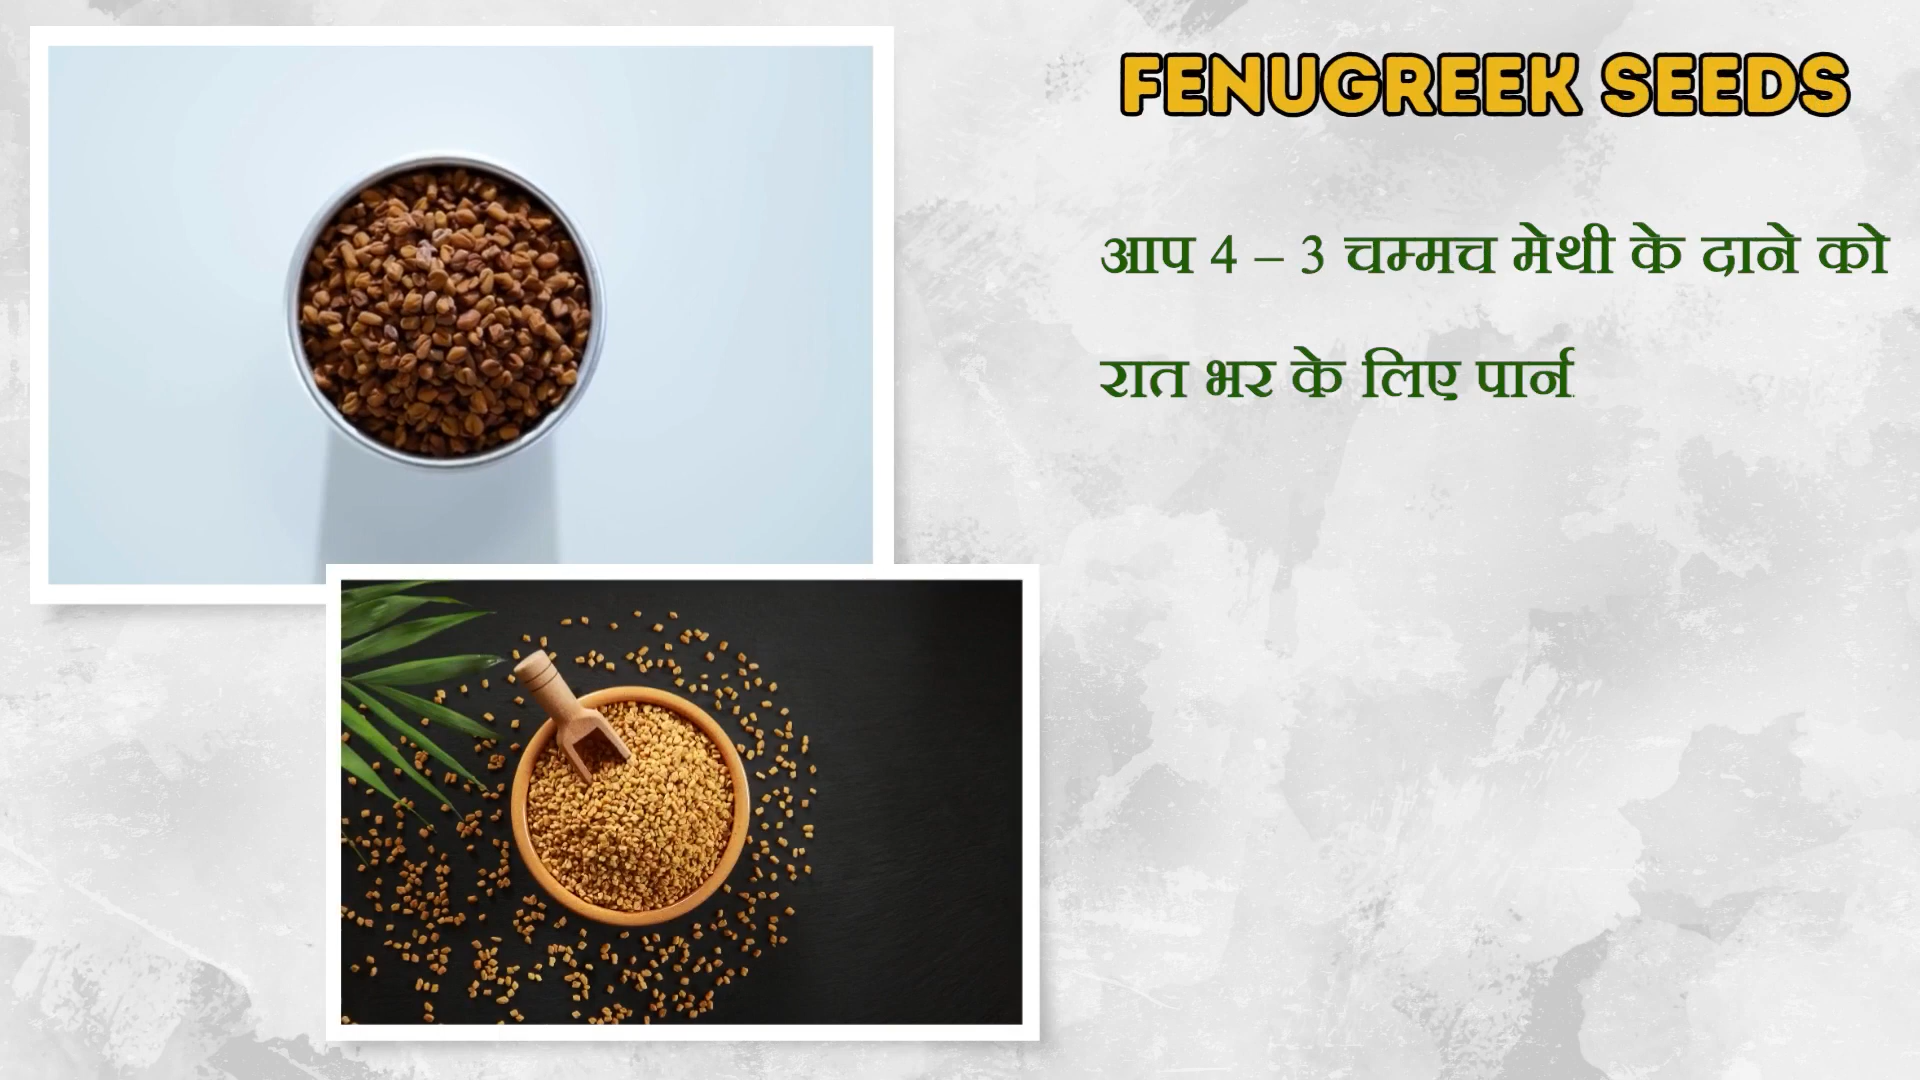 FENUGREEK SEEDS
आप 4 – 3 चम्मच मेथी के दाने को
रात भर के लिए